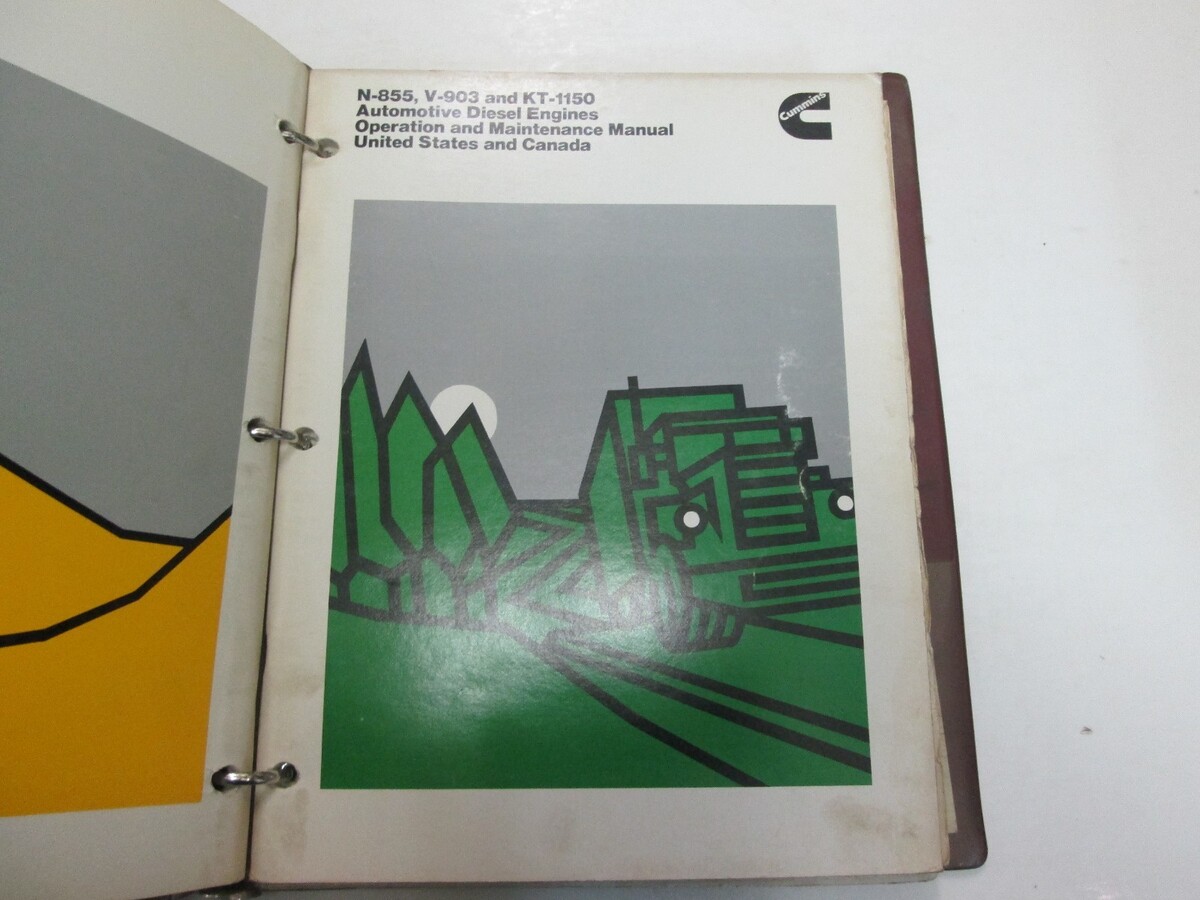 N-855, V-903 and KT-1150
Automotive Diesel Engines
Operation and Maintenance Manual
United States and Canada
Cummins